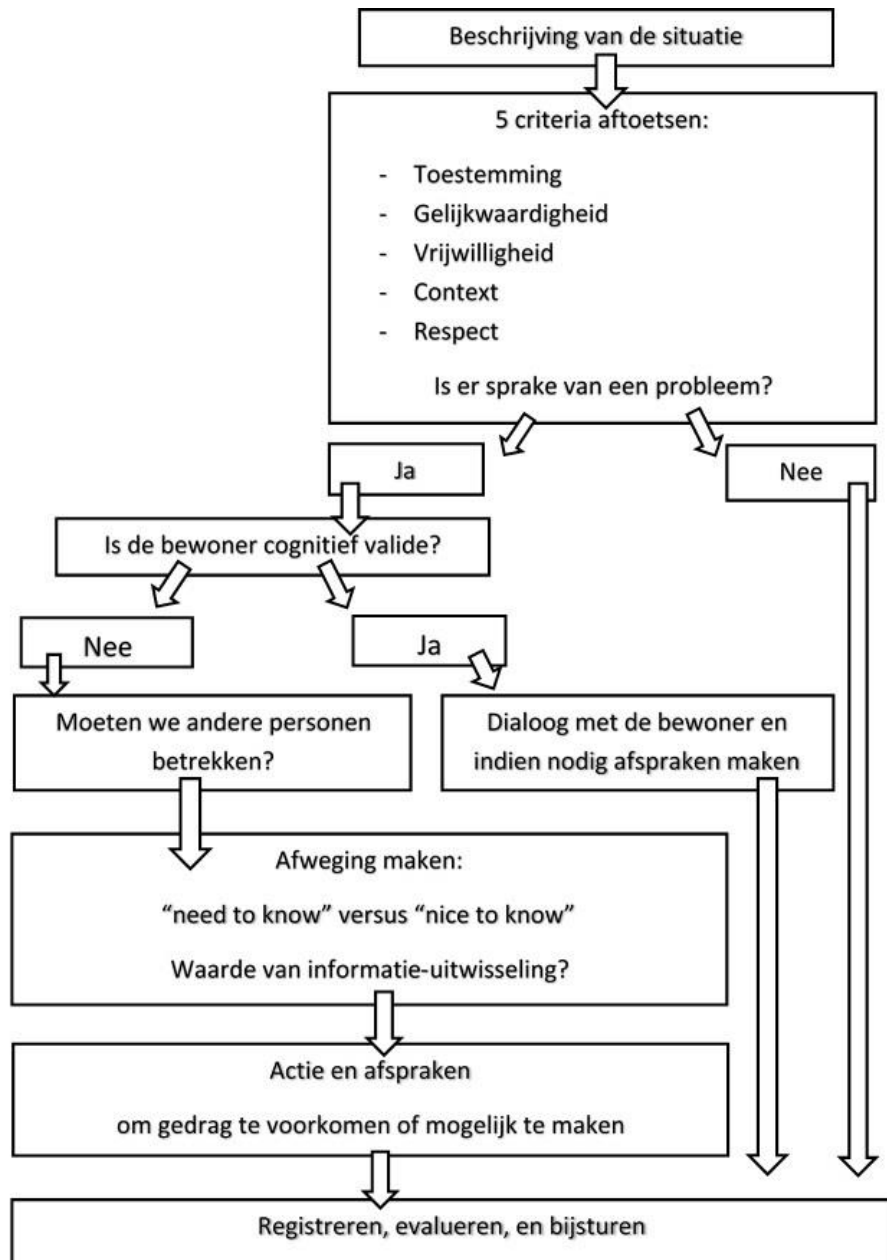 Beschrijving van de situatie
5 criteria aftoetsen:
- Toestemming
- Gelijkwaardigheid
- Vrijwilligheid
- Context
- Respect
Is er sprake van een probleem?
Ja
Nee
Is de bewoner cognitief valide?
Nee
Ja
Moeten we andere personen
betrekken?
Dialoog met de bewoner en
indien nodig afspraken maken
Afweging maken:
“need to know” versus “nice to know”
Waarde van informatie-uitwisseling?
Actie en afspraken
om gedrag te voorkomen of mogelijk te maken
Registreren, evalueren, en bijsturen